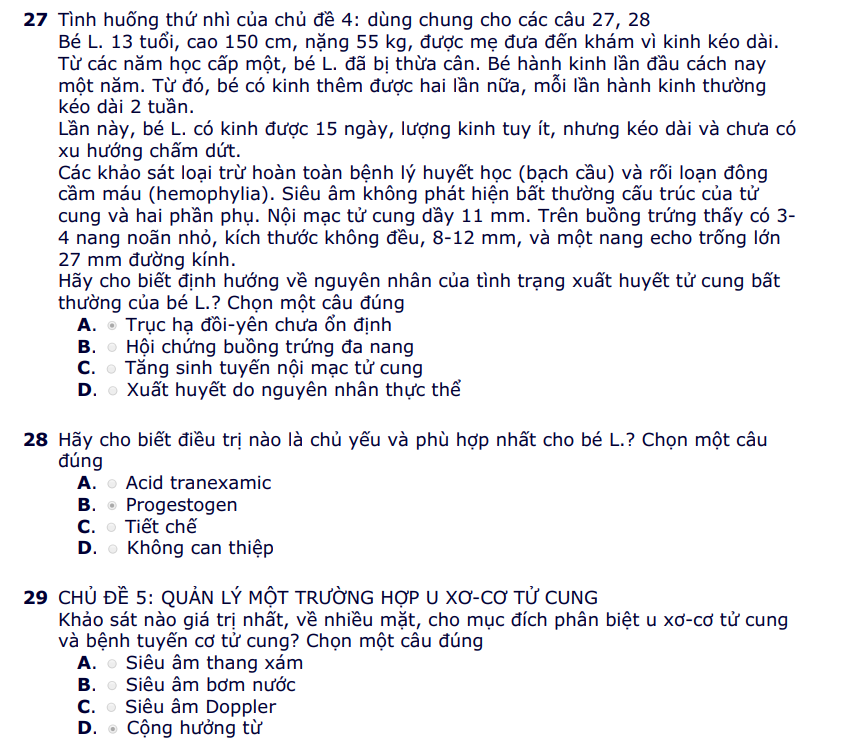 27 Tình huống thứ nhì của chủ đề 4: dùng chung cho các câu 27, 28
Bé L. 13 tuổi, cao 150 cm, nặng 55 kg, được mẹ đưa đến khám vì kinh kéo dài.
Từ các năm học cấp một, bé L. đã bị thừa cân. Bé hành kinh lần đầu cách nay
một năm. Từ đó, bé có kinh thêm được hai lần nữa, mỗi lần hành kinh thường
kéo dài 2 tuần.
Lần này, bé L. có kinh được 15 ngày, lượng kinh tuy ít, nhưng kéo dài và chưa có
xu hướng chấm dứt.
Các khảo sát loại trừ hoàn toàn bệnh lý huyết học (bạch cầu) và rối loạn đông
cầm máu (hemophylia). Siêu âm không phát hiện bất thường cấu trúc của tử
cung và hai phần phụ. Nội mạc tử cung dầy 11 mm. Trên buồng trứng thấy có 3-
4 nang noãn nhỏ, kích thước không đều, 8-12 mm, và một nang echo trống lớn
27 mm đường kính.
Hãy cho biết định hướng về nguyên nhân của tình trạng xuất huyết tử cung bất
thường của bé L.? Chọn một câu đúng
A. Trục hạ đồi-yên chưa ổn định
B. Hội chứng buồng trứng đa nang
C. Tăng sinh tuyến nội mạc tử cung
D. Xuất huyết do nguyên nhân thực thể
28 Hãy cho biết điều trị nào là chủ yếu và phù hợp nhất cho bé L.? Chọn một câu
đúng
A. Acid tranexamic
B. Progestogen
C. Tiết chế
D. Không can thiệp
29 CHỦ ĐỀ 5: QUẢN LÝ MỘT TRƯỜNG HỢP U XƠ-CƠ TỬ CUNG
Khảo sát nào giá trị nhất, về nhiều mặt, cho mục đích phân biệt u xơ-cơ tử cung
và bệnh tuyến cơ tử cung? Chọn một câu đúng
A. Siêu âm thang xám
B. Siêu âm bơm nước
C. Siêu âm Doppler
D. Cộng hưởng từ